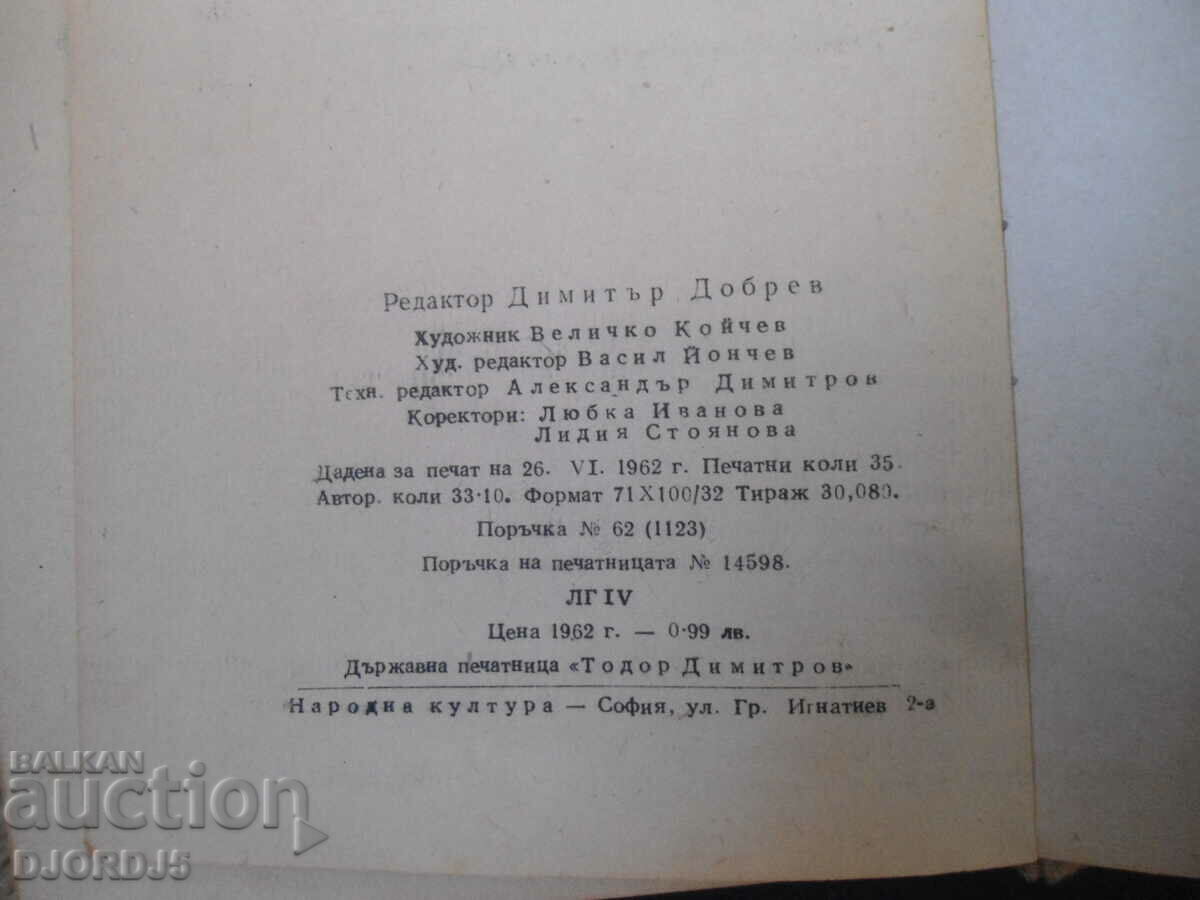 Редактор Димитър Добрев
Художник Величко Койчев
Худ. редактор Васил Йончев
Техн. редактор Александър Димитров
Коректори: Любка Иванова
Лидия Стоянова
Дадена за печат на 26. VI. 1962 г. Печатни коли 35.
Автор. коли 33·10. Формат 71X100/32 Тираж 30,080.
Поръчка № 62 (1123)
Поръчка на печатницата № 14598.
ЛГ IV
Цена 1962 г. — 0·99 лв.
Държавна печатница «Тодор Димитров»
Народна култура — София, ул. Гр. Игнатиев 2-а
BALKAN
auction
DJORDJ5